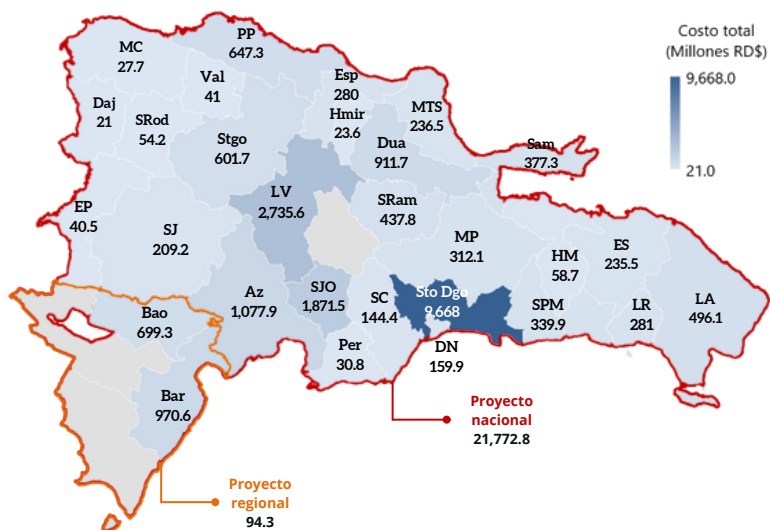 PP
647.3
MC
27.7
Val
41
Esp
280
Hmir
23.6
MTS
236.5
Daj
21
SRod
54.2
Stgo
601.7
Dua
911.7
Sam
377.3
LV
2,735.6
SRam
437.8
EP
40.5
SJ
209.2
MP
312.1
HM
58.7
ES
235.5
Az
1,077.9
SJO
1,871.5
SC
144.4
Sto Dgo
9,668
SPM
339.9
LR
281
LA
496.1
Bao
699.3
Per
30.8
DN
159.9
Bar
970.6
Costo total
(Millones RD$)
9,668.0
21.0
Proyecto
nacional
21,772.8
Proyecto
regional
94.3